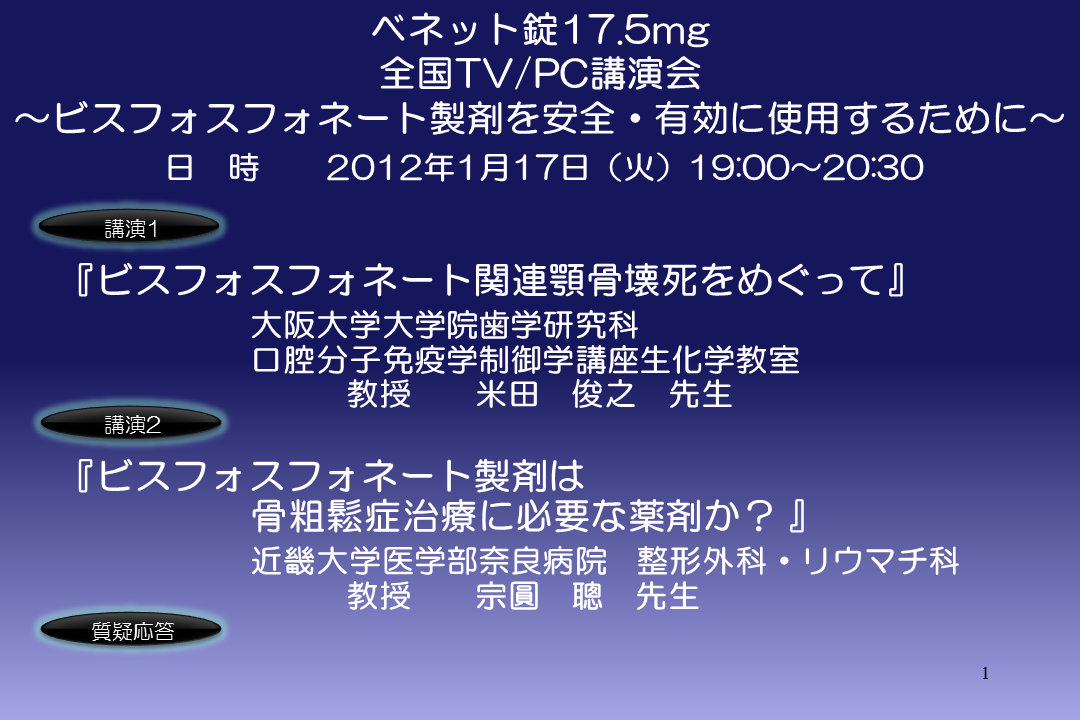 ベネット錠17.5mg
全国TV/PC講演会
～ビスフォスフォネート製剤を安全・有効に使用するために～
日　時　　2012年1月17日（火）19:00～20:30
講演1
『ビスフォスフォネート関連顎骨壊死をめぐって』
大阪大学大学院歯学研究科
口腔分子免疫学制御学講座生化学教室
教授　　米田　俊之　先生
講演2
『ビスフォスフォネート製剤は
骨粗鬆症治療に必要な薬剤か？』
近畿大学医学部奈良病院　整形外科・リウマチ科
教授　　宗圓　聰　先生
質疑応答
1